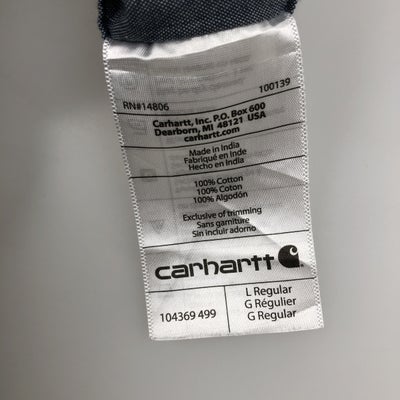 RN#14806 100139
Carhartt, Inc. P.O. Box 600
Dearborn, MI 48121 USA
carhartt.com
Made in India
Fabriqué en Inde
Hecho en India
100% Cotton
100% Coton
100% Algodón
Exclusive of trimming
Sans garniture
Sin incluir adorno
carhartt
104369 499
L Regular
G Régulier
G Regular